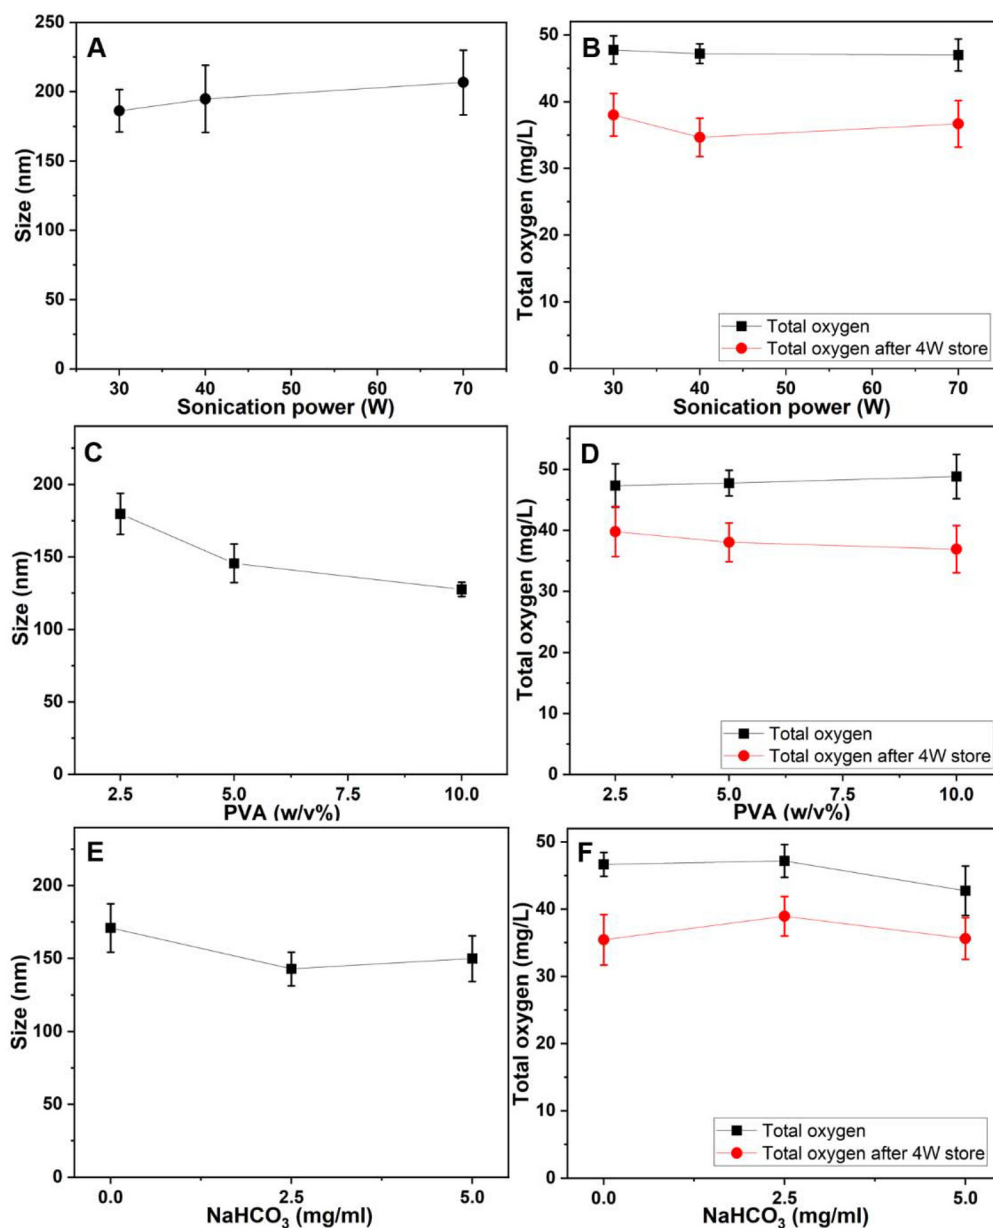 A
250
200
150
100
50
0
Size (nm)
30 40 50 60 70
Sonication power (W)
B
50
40
30
20
10
0
Total oxygen (mg/L)
Total oxygen
Total oxygen after 4W store
30 40 50 60 70
Sonication power (W)
C
200
150
100
50
0
Size (nm)
2.5 5.0 7.5 10.0
PVA (w/v%)
D
50
40
30
20
10
0
Total oxygen (mg/L)
Total oxygen
Total oxygen after 4W store
2.5 5.0 7.5 10.0
PVA (w/v%)
E
200
150
100
50
0
Size (nm)
0.0 2.5 5.0
NaHCO₃ (mg/ml)
F
50
40
30
20
10
0
Total oxygen (mg/L)
Total oxygen
Total oxygen after 4W store
0.0 2.5 5.0
NaHCO₃ (mg/ml)